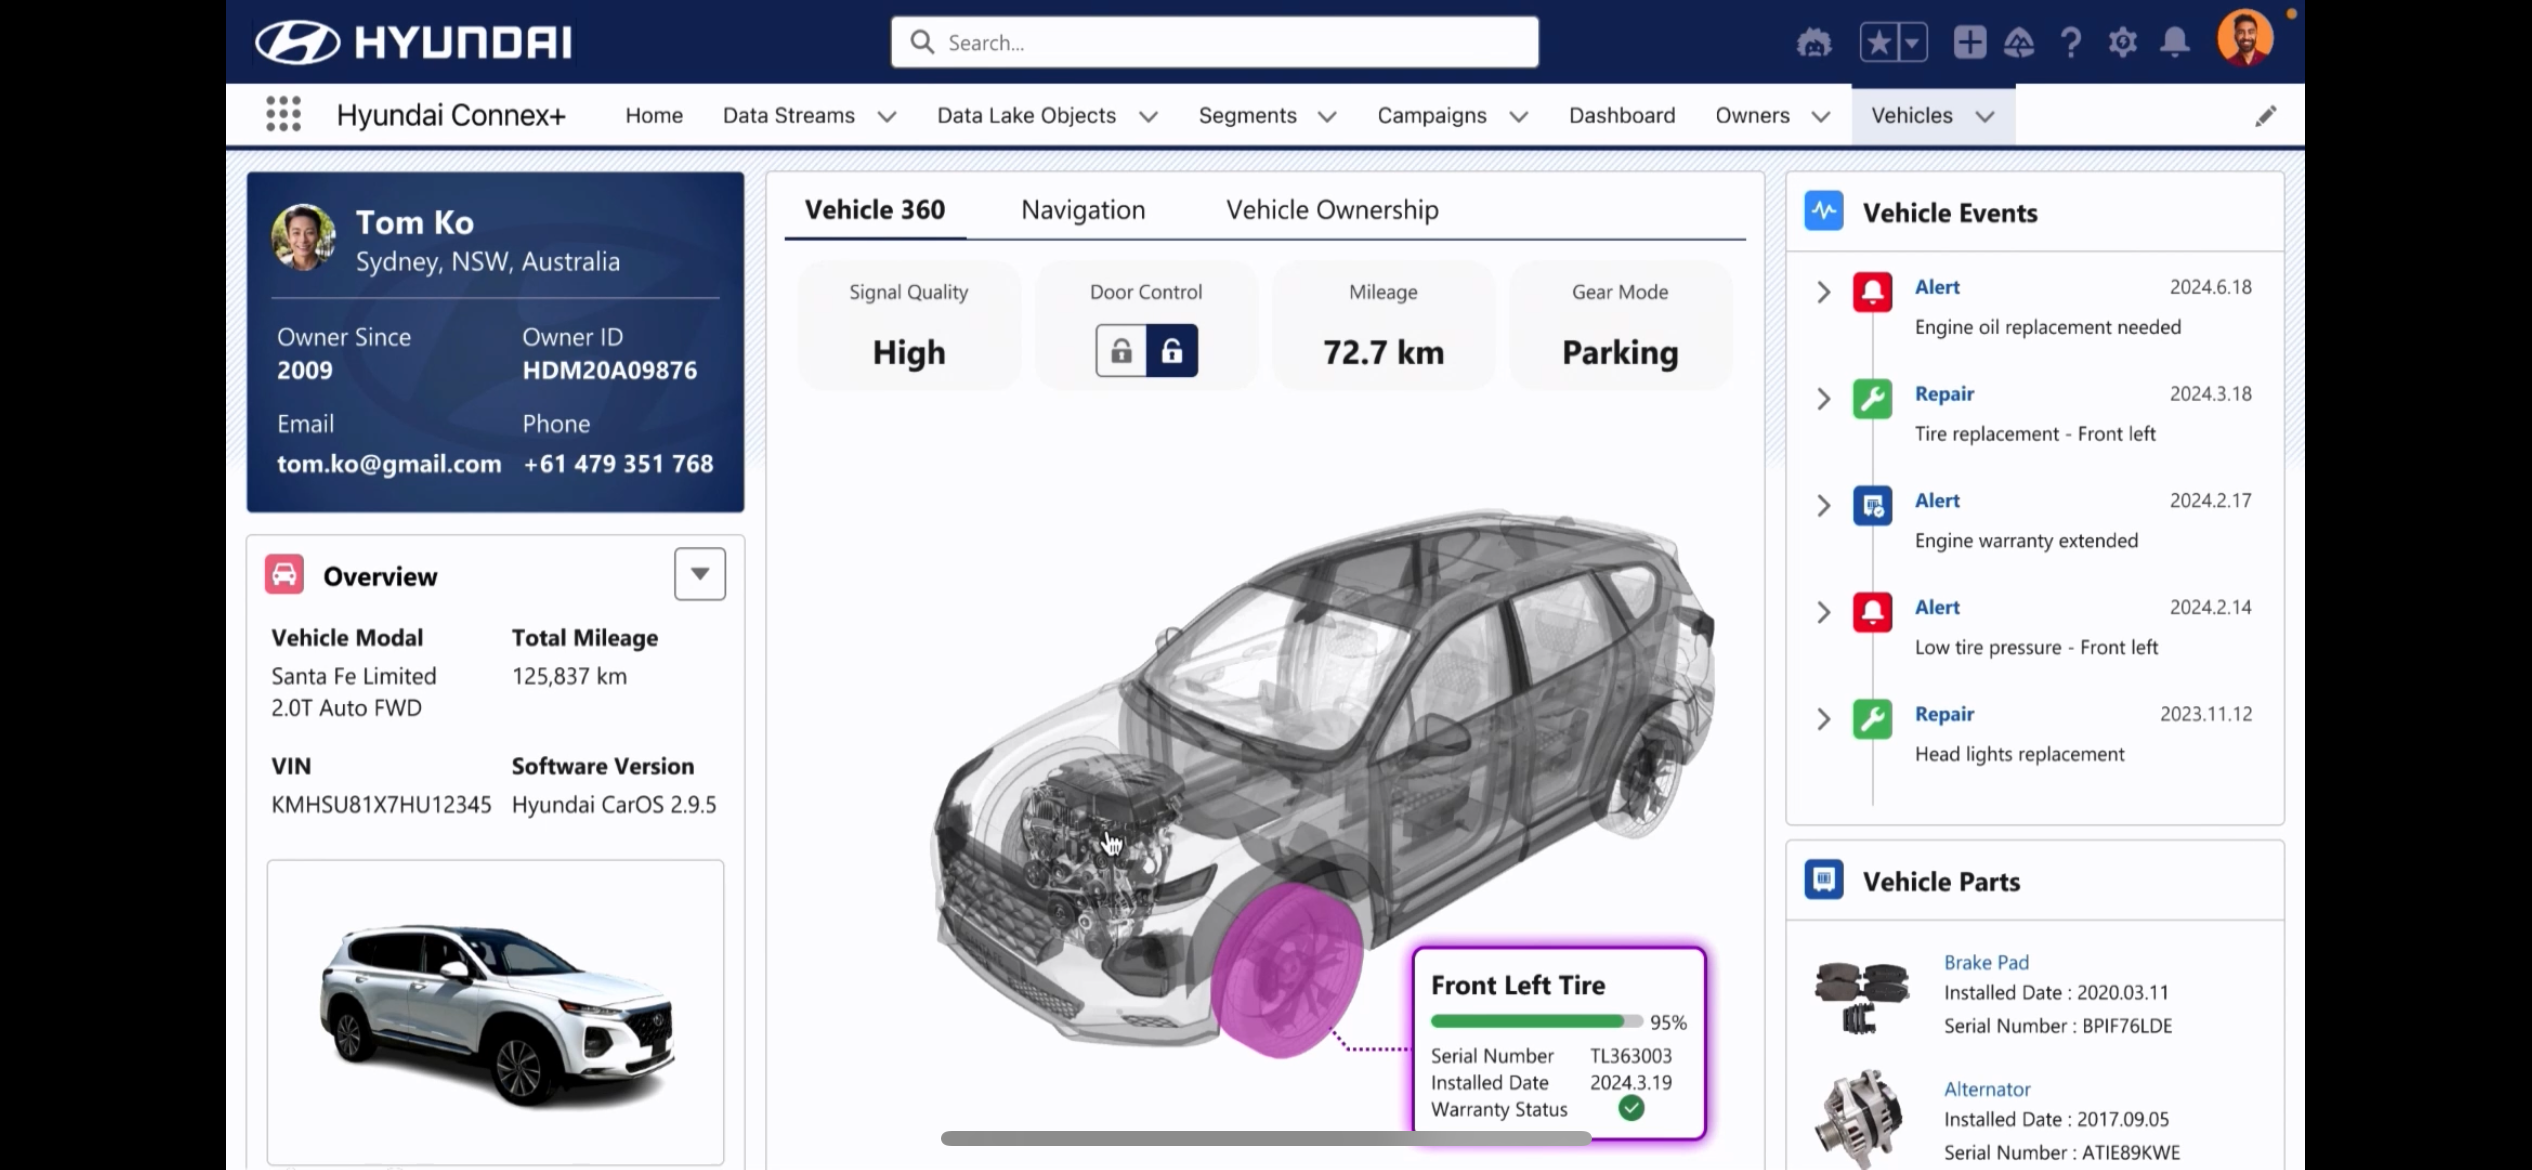 HYUNDAI
Search...
Hyundai Connex+
Home
Data Streams
Data Lake Objects
Segments
Campaigns
Dashboard
Owners
Vehicles
Tom Ko
Sydney, NSW, Australia
Owner Since
2009
Owner ID
HDM20A09876
Email
tom.ko@gmail.com
Phone
+61 479 351 768
Overview
Vehicle Modal
Santa Fe Limited
2.0T Auto FWD
Total Mileage
125,837 km
VIN
KMHSU81X7HU12345
Software Version
Hyundai CarOS 2.9.5
Vehicle 360
Navigation
Vehicle Ownership
Signal Quality
High
Door Control
Mileage
72.7 km
Gear Mode
Parking
Front Left Tire
95%
Serial Number TL363003
Installed Date 2024.3.19
Warranty Status
Vehicle Events
Alert 2024.6.18
Engine oil replacement needed
Repair 2024.3.18
Tire replacement - Front left
Alert 2024.2.17
Engine warranty extended
Alert 2024.2.14
Low tire pressure - Front left
Repair 2023.11.12
Head lights replacement
Vehicle Parts
Brake Pad
Installed Date : 2020.03.11
Serial Number : BPIF76LDE
Alternator
Installed Date : 2017.09.05
Serial Number : ATIE89KWE